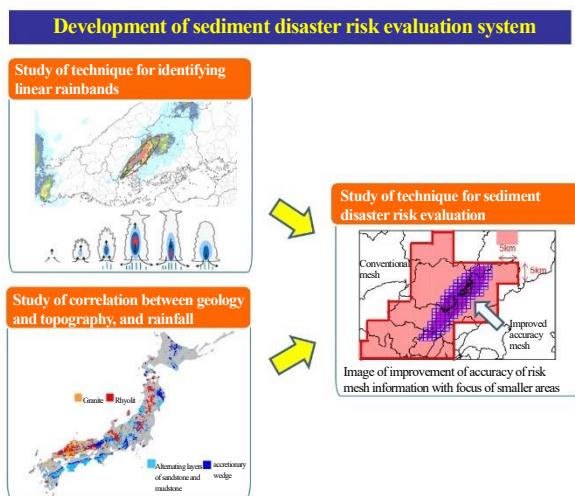 Development of sediment disaster risk evaluation system
Study of technique for identifying
linear rainbands
Study of correlation between geology
and topography, and rainfall
Granite
Rhyolit
Alternating layers
of sandstone and
mudstone
accretionary
wedge
Study of technique for sediment
disaster risk evaluation
5km
5km
Conventional
mesh
Improved
accuracy
mesh
Image of improvement of accuracy of risk
mesh information with focus of smaller areas